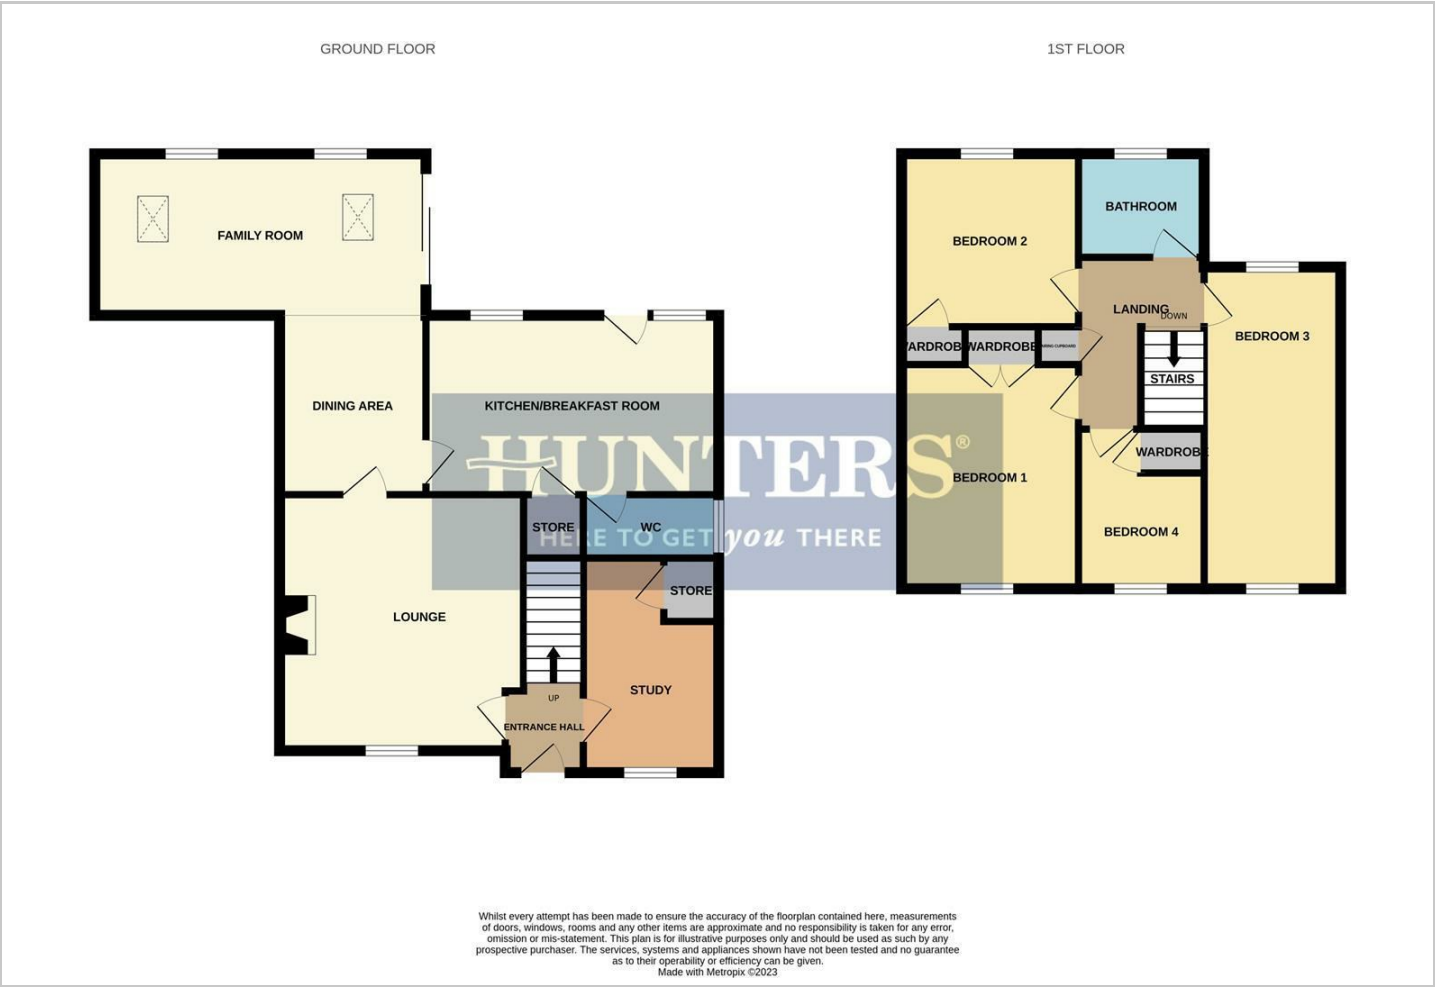 GROUND FLOOR
1ST FLOOR
FAMILY ROOM
DINING AREA
KITCHEN/BREAKFAST ROOM
STORE
WC
STORE
LOUNGE
STUDY
UP
ENTRANCE HALL
BEDROOM 2
BATHROOM
LANDING
DOWN
BEDROOM 3
WARDROBE
WARDROBE
STAIRS
WARDROBE
BEDROOM 1
BEDROOM 4
HUNTERS®
HERE TO GET you THERE
Whilst every attempt has been made to ensure the accuracy of the floorplan contained here, measurements
of doors, windows, rooms and any other items are approximate and no responsibility is taken for any error,
omission or mis-statement. This plan is for illustrative purposes only and should be used as such by any
prospective purchaser. The services, systems and appliances shown have not been tested and no guarantee
as to their operability or efficiency can be given.
Made with Metropix ©2023